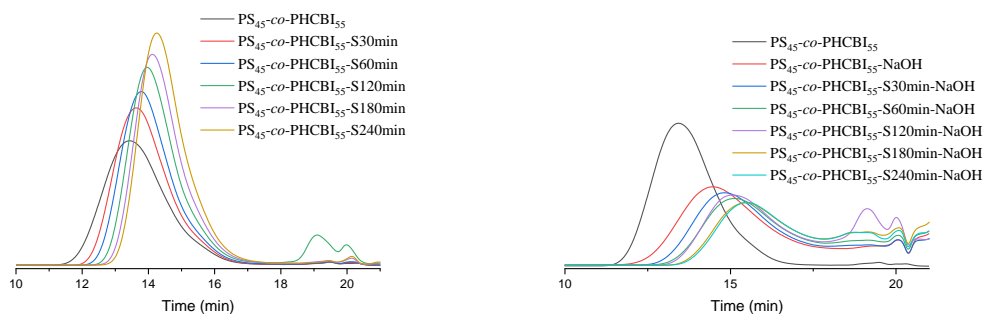 PS₄₅-co-PHCBI₅₅
PS₄₅-co-PHCBI₅₅-S30min
PS₄₅-co-PHCBI₅₅-S60min
PS₄₅-co-PHCBI₅₅-S120min
PS₄₅-co-PHCBI₅₅-S180min
PS₄₅-co-PHCBI₅₅-S240min
10 12 14 16 18 20
Time (min)
PS₄₅-co-PHCBI₅₅
PS₄₅-co-PHCBI₅₅-NaOH
PS₄₅-co-PHCBI₅₅-S30min-NaOH
PS₄₅-co-PHCBI₅₅-S60min-NaOH
PS₄₅-co-PHCBI₅₅-S120min-NaOH
PS₄₅-co-PHCBI₅₅-S180min-NaOH
PS₄₅-co-PHCBI₅₅-S240min-NaOH
10 15 20
Time (min)